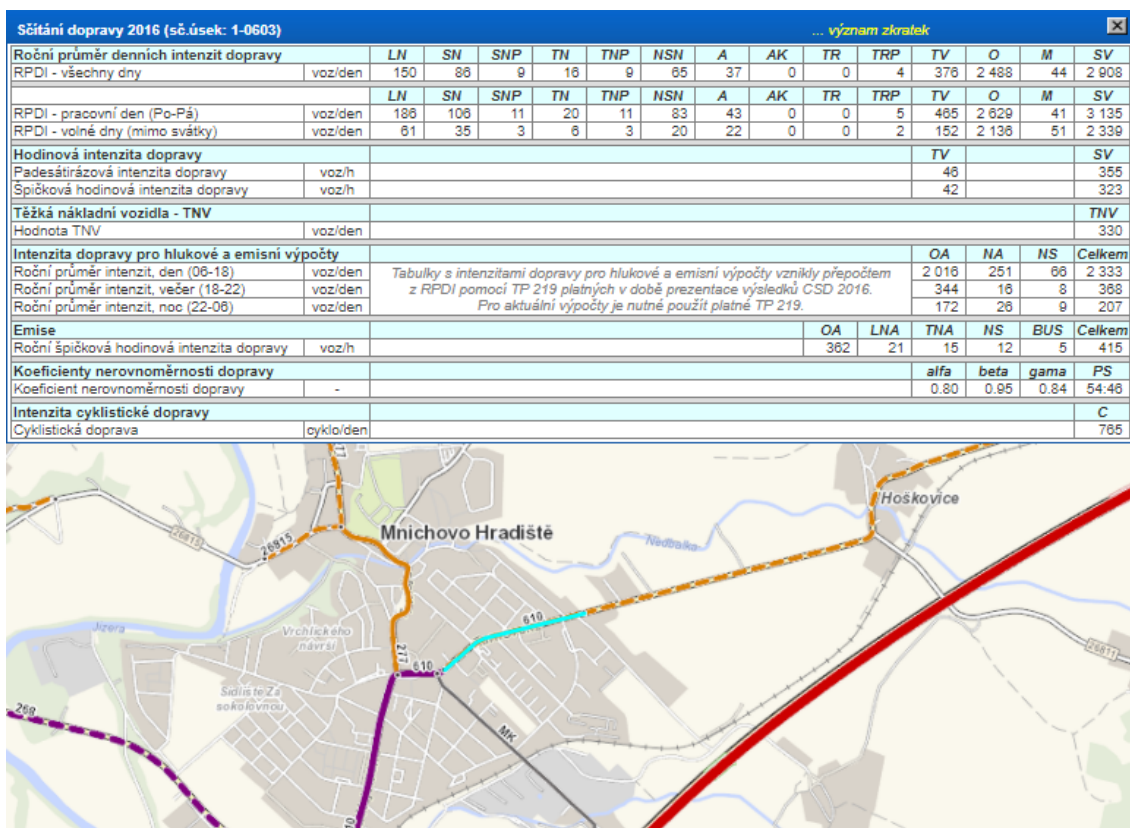 Sčítání dopravy 2016 (sč.úsek: 1-0603) ... význam zkratek
Roční průměr denních intenzit dopravy LN SN SNP TN TNP NSN A AK TR TRP TV O M SV
RPDI - všechny dny voz/den 150 86 9 16 9 65 37 0 0 4 376 2 488 44 2 908
LN SN SNP TN TNP NSN A AK TR TRP TV O M SV
RPDI - pracovní den (Po-Pá) voz/den 186 106 11 20 11 83 43 0 0 5 465 2 629 41 3 135
RPDI - volné dny (mimo svátky) voz/den 61 35 3 6 3 20 22 0 0 2 152 2 136 51 2 339
Hodinová intenzita dopravy TV SV
Padesátirázová intenzita dopravy voz/h 46 355
Špičková hodinová intenzita dopravy voz/h 42 323
Těžká nákladní vozidla - TNV TNV
Hodnota TNV voz/den 330
Intenzita dopravy pro hlukové a emisní výpočty OA NA NS Celkem
Roční průměr intenzit, den (06-18) voz/den Tabulky s intenzitami dopravy pro hlukové a emisní výpočty vznikly přepočtem 2 016 251 66 2 333
Roční průměr intenzit, večer (18-22) voz/den z RPDI pomocí TP 219 platných v době prezentace výsledků CSD 2016. 344 16 8 368
Roční průměr intenzit, noc (22-06) voz/den Pro aktuální výpočty je nutné použít platné TP 219. 172 26 9 207
Emise OA LNA TNA NS BUS Celkem
Roční špičková hodinová intenzita dopravy voz/h 362 21 15 12 5 415
Koeficienty nerovnoměrnosti dopravy alfa beta gama PS
Koeficient nerovnoměrnosti dopravy - 0.80 0.95 0.84 54:46
Intenzita cyklistické dopravy C
Cyklistická doprava cyklo/den 765
Hoškovice
Mnichovo Hradiště
26815
26815
Nedbalka
610
Jizera
Vrchlického
návrší
277
610
26811
Sídliště Za
sokolovnou
268
MK